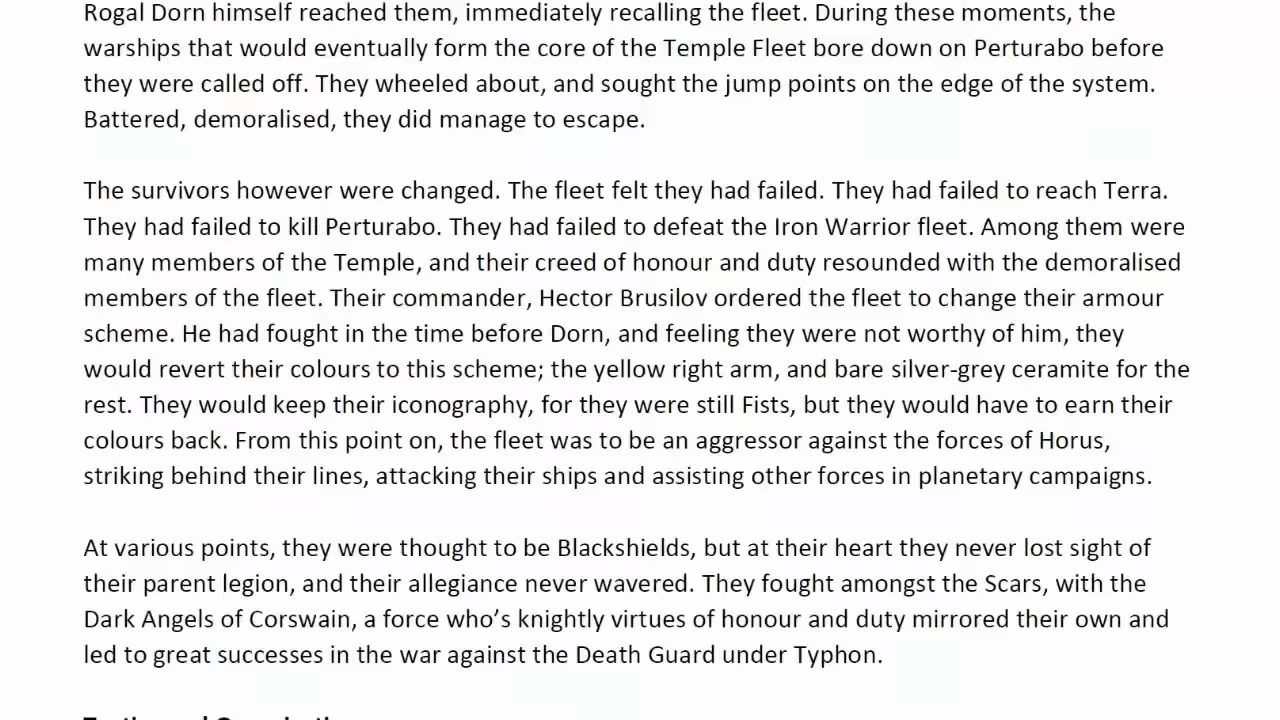 Rogal Dorn himself reached them, immediately recalling the fleet. During these moments, the
warships that would eventually form the core of the Temple Fleet bore down on Perturabo before
they were called off. They wheeled about, and sought the jump points on the edge of the system.
Battered, demoralised, they did manage to escape.
The survivors however were changed. The fleet felt they had failed. They had failed to reach Terra.
They had failed to kill Perturabo. They had failed to defeat the Iron Warrior fleet. Among them were
many members of the Temple, and their creed of honour and duty resounded with the demoralised
members of the fleet. Their commander, Hector Brusilov ordered the fleet to change their armour
scheme. He had fought in the time before Dorn, and feeling they were not worthy of him, they
would revert their colours to this scheme; the yellow right arm, and bare silver-grey ceramite for the
rest. They would keep their iconography, for they were still Fists, but they would have to earn their
colours back. From this point on, the fleet was to be an aggressor against the forces of Horus,
striking behind their lines, attacking their ships and assisting other forces in planetary campaigns.
At various points, they were thought to be Blackshields, but at their heart they never lost sight of
their parent legion, and their allegiance never wavered. They fought amongst the Scars, with the
Dark Angels of Corswain, a force who’s knightly virtues of honour and duty mirrored their own and
led to great successes in the war against the Death Guard under Typhon.